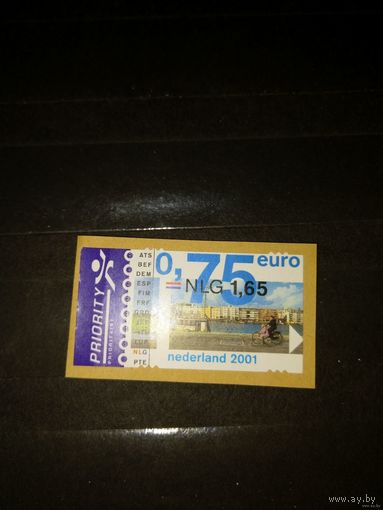 PRIORITY
PRIORITAIRE
ATS
BEF
DEM
ESP
FIM
FRF
NLG
PTE
0,75 euro
= NLG 1,65
nederland 2001
www.ay.by